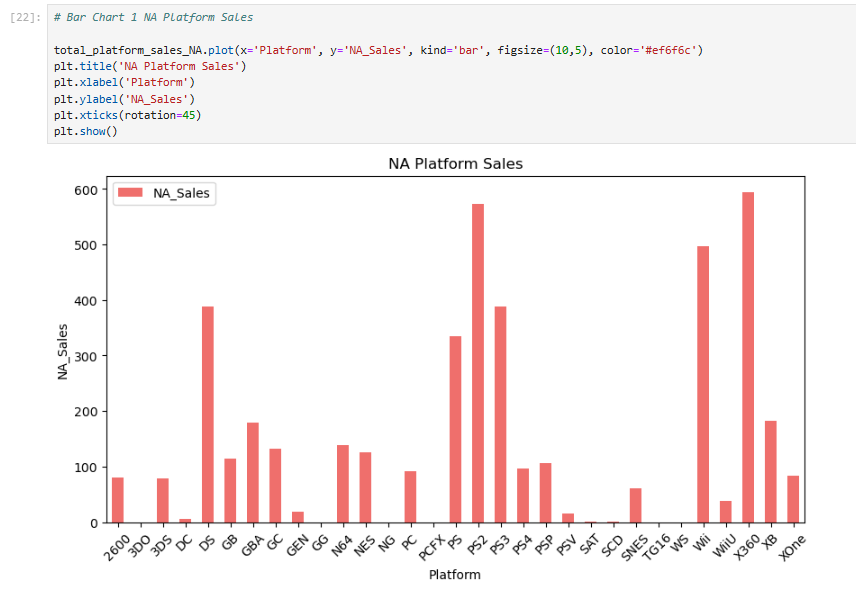 [22]: # Bar Chart 1 NA Platform Sales
total_platform_sales_NA.plot(x='Platform', y='NA_Sales', kind='bar', figsize=(10,5), color='#ef6f6c')
plt.title('NA Platform Sales')
plt.xlabel('Platform')
plt.ylabel('NA_Sales')
plt.xticks(rotation=45)
plt.show()
NA Platform Sales
NA_Sales
600
500
400
300
200
100
0
NA_Sales
2600 3DO 3DS DC DS GB GBA GC GEN GG N64 NES NG PC PCFX PS PS2 PS3 PS4 PSP PSV SAT SCD SNES TG16 WS Wii WiiU X360 XB XOne
Platform